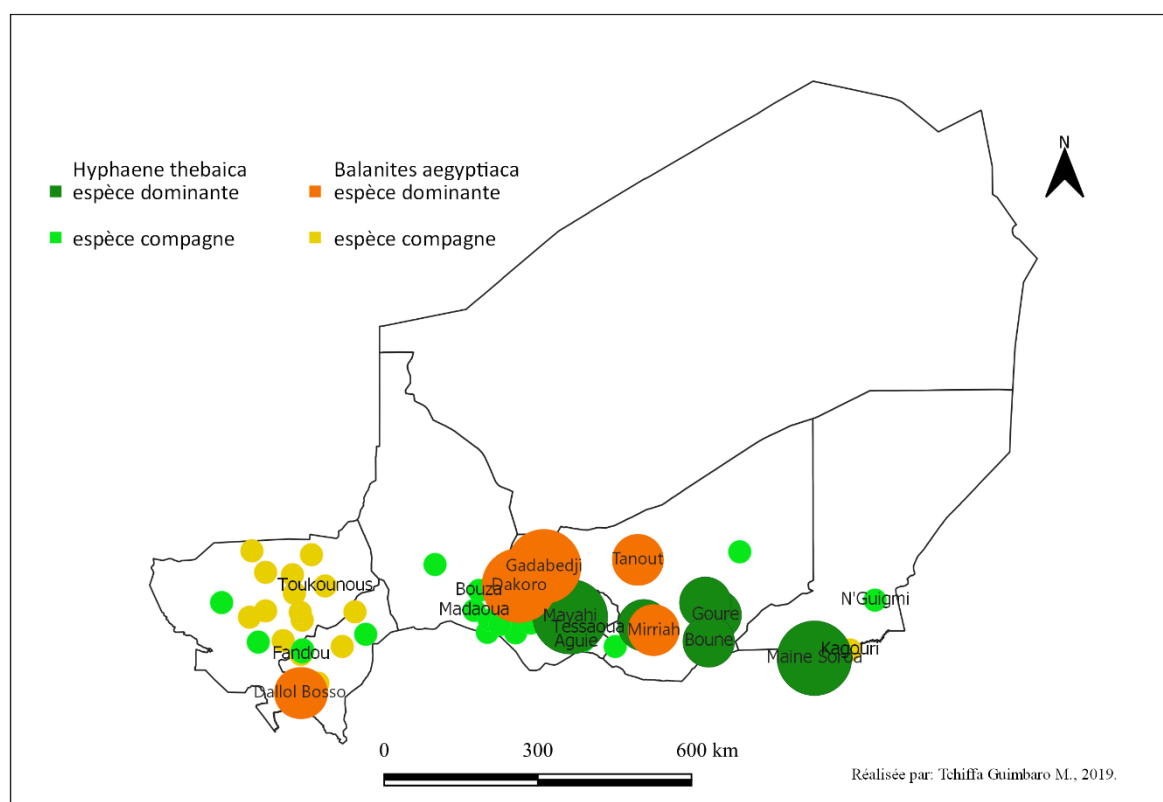 N
Hyphaene thebaica
espèce dominante
espèce compagne
Balanites aegyptiaca
espèce dominante
espèce compagne
Gadabedji
Tanout
Dakoro
Toukounous
Bouza
Madaoua
N'Guigmi
Mayahi
Goure
Tessaoua
Mirriah
Aguie
Boune
Fandou
Kagouri
Maine Soroa
Dallol Bosso
0
300
600 km
Réalisée par: Tchiffa Guimbaro M., 2019.